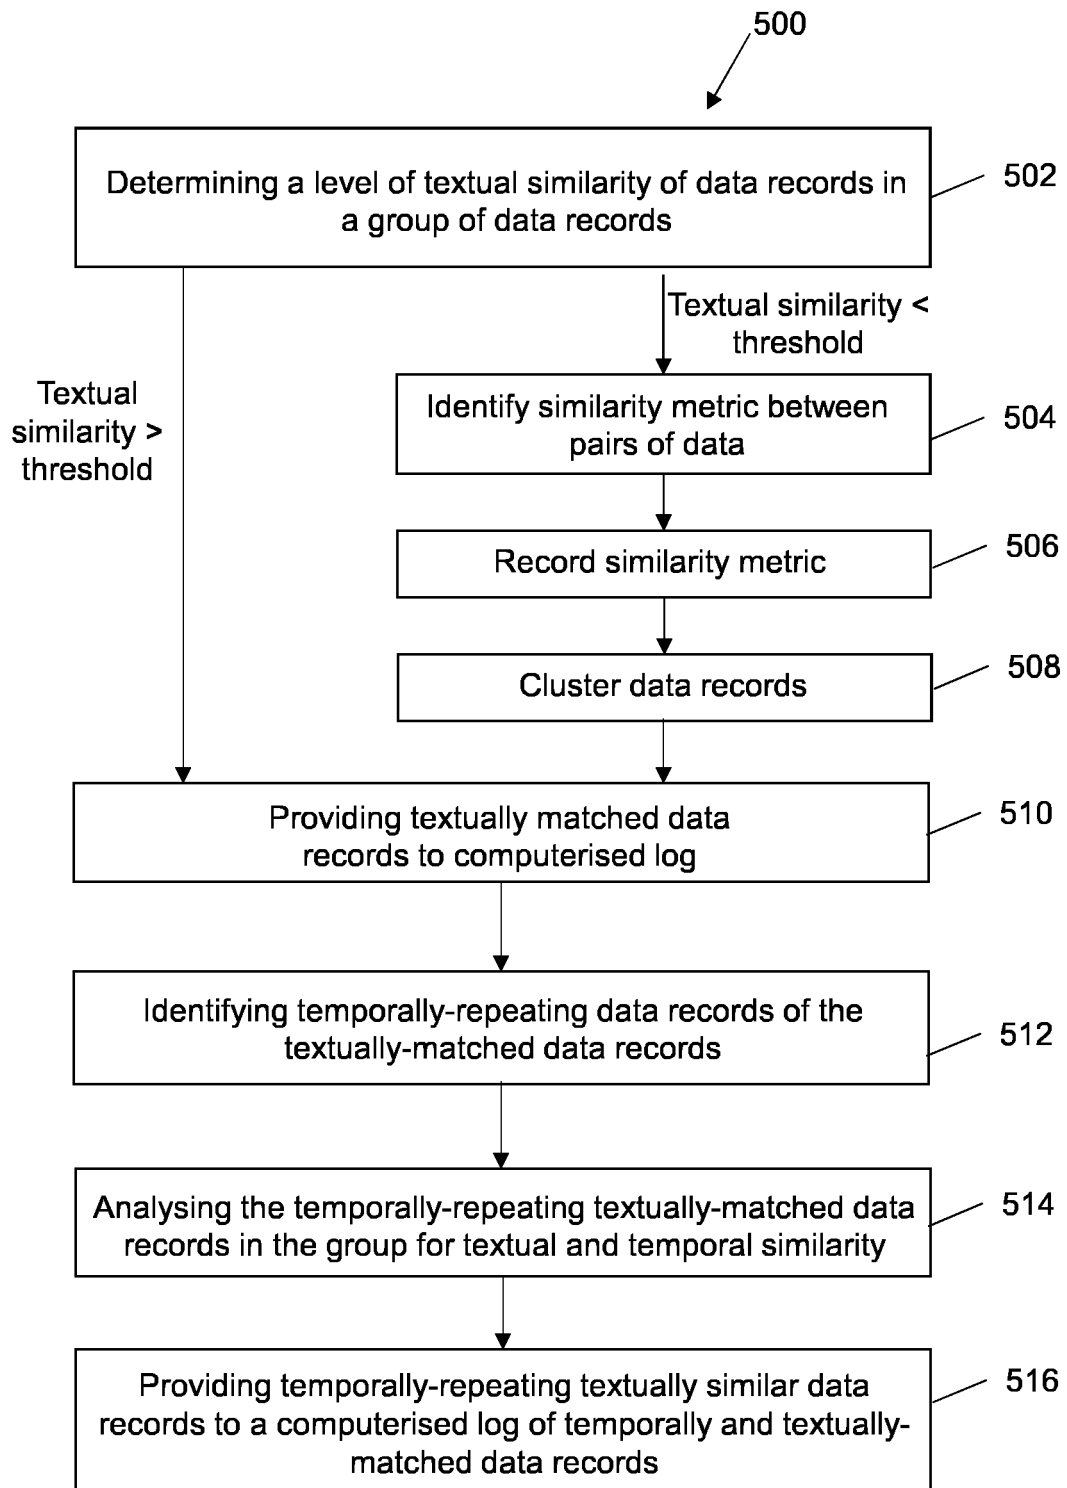 500
Determining a level of textual similarity of data records in
a group of data records
502
Textual similarity <
threshold
Textual
similarity >
threshold
Identify similarity metric between
pairs of data
504
Record similarity metric
506
Cluster data records
508
Providing textually matched data
records to computerised log
510
Identifying temporally-repeating data records of the
textually-matched data records
512
Analysing the temporally-repeating textually-matched data
records in the group for textual and temporal similarity
514
Providing temporally-repeating textually similar data
records to a computerised log of temporally and textually-
matched data records
516